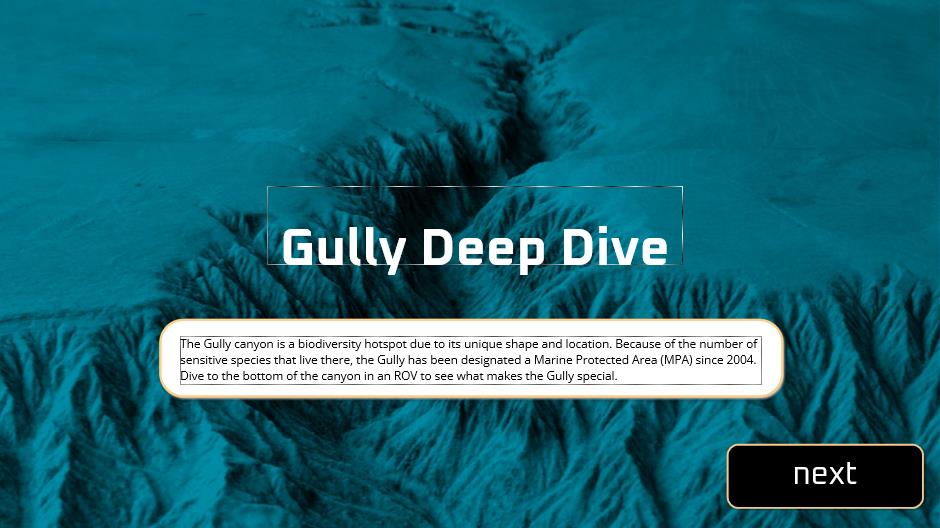 Gully Deep Dive
The Gully canyon is a biodiversity hotspot due to its unique shape and location. Because of the number of
sensitive species that live there, the Gully has been designated a Marine Protected Area (MPA) since 2004.
Dive to the bottom of the canyon in an ROV to see what makes the Gully special.
next